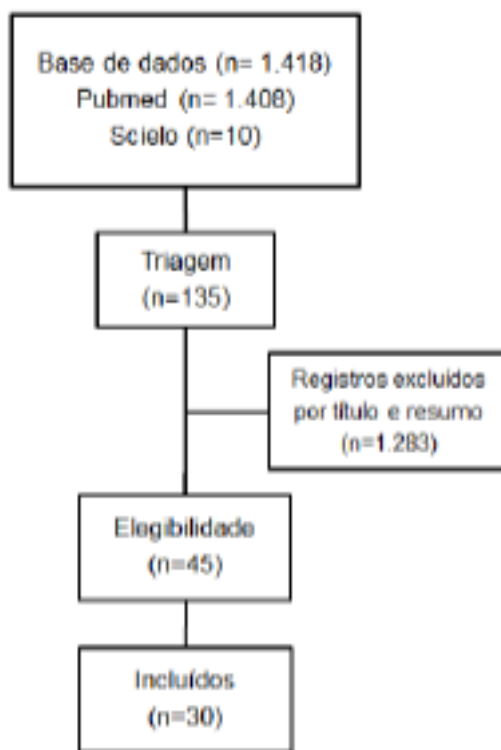 Base de dados (n= 1.418)
Pubmed (n= 1.408)
Scielo (n=10)
Triagem
(n=135)
Registros excluídos
por título e resumo
(n=1.283)
Elegibilidade
(n=45)
Incluídos
(n=30)